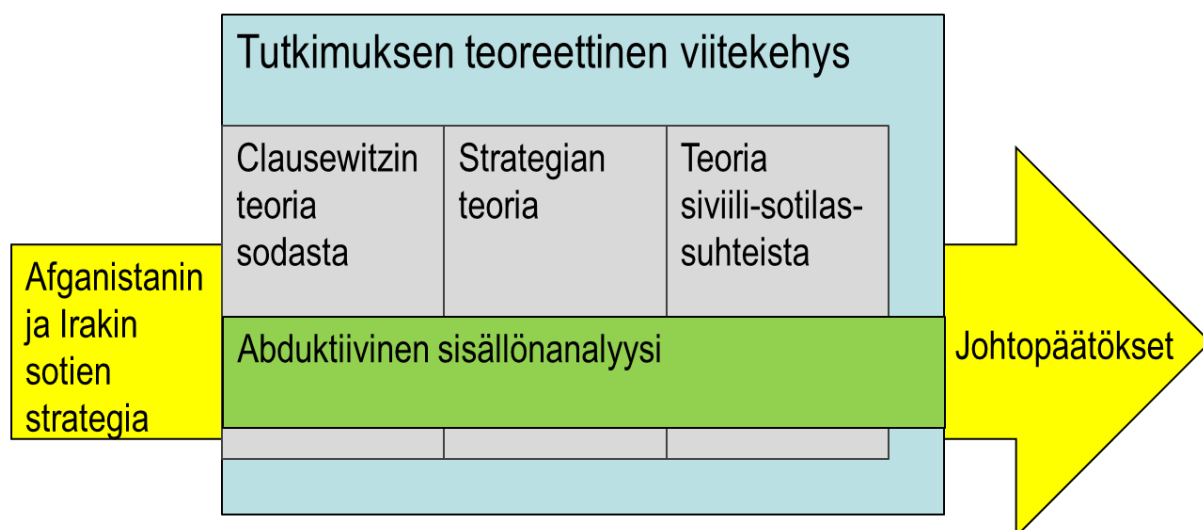 Tutkimuksen teoreettinen viitekehys
Clausewitzin
teoria
sodasta
Strategian
teoria
Teoria
siviili-sotilas-
suhteista
Afganistanin
ja Irakin
sotien
strategia
Abduktiivinen sisällönanalyysi
Johtopäätökset